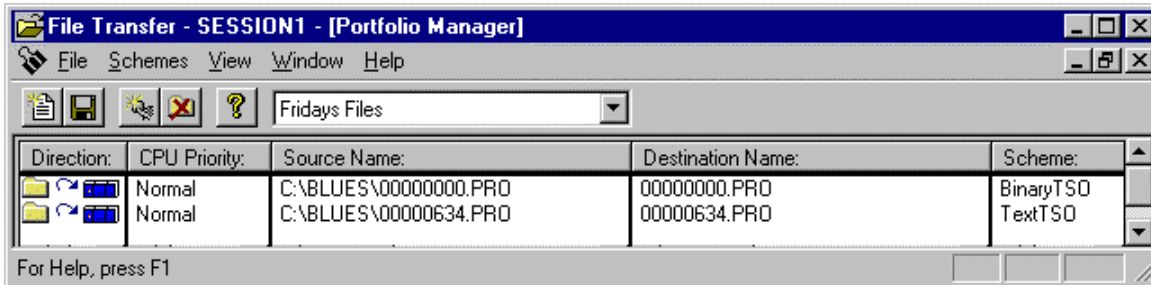 File Transfer - SESSION1 - [Portfolio Manager]
File Schemes View Window Help
Fridays Files
Direction: CPU Priority: Source Name: Destination Name: Scheme:
Normal C:\BLUES\00000000.PRO 00000000.PRO BinaryTSO
Normal C:\BLUES\00000634.PRO 00000634.PRO TextTSO
For Help, press F1